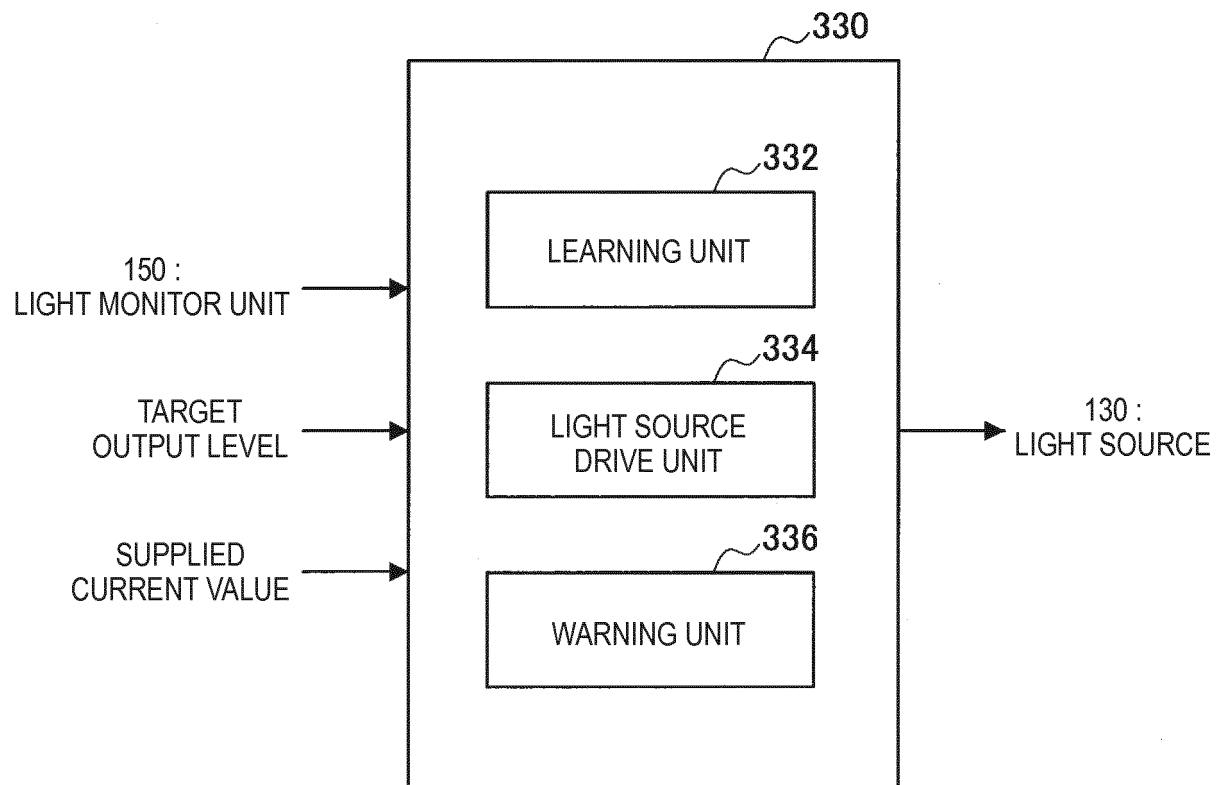 330
332
LEARNING UNIT
150 :
LIGHT MONITOR UNIT
334
TARGET
OUTPUT LEVEL
LIGHT SOURCE
DRIVE UNIT
130 :
LIGHT SOURCE
336
SUPPLIED
CURRENT VALUE
WARNING UNIT